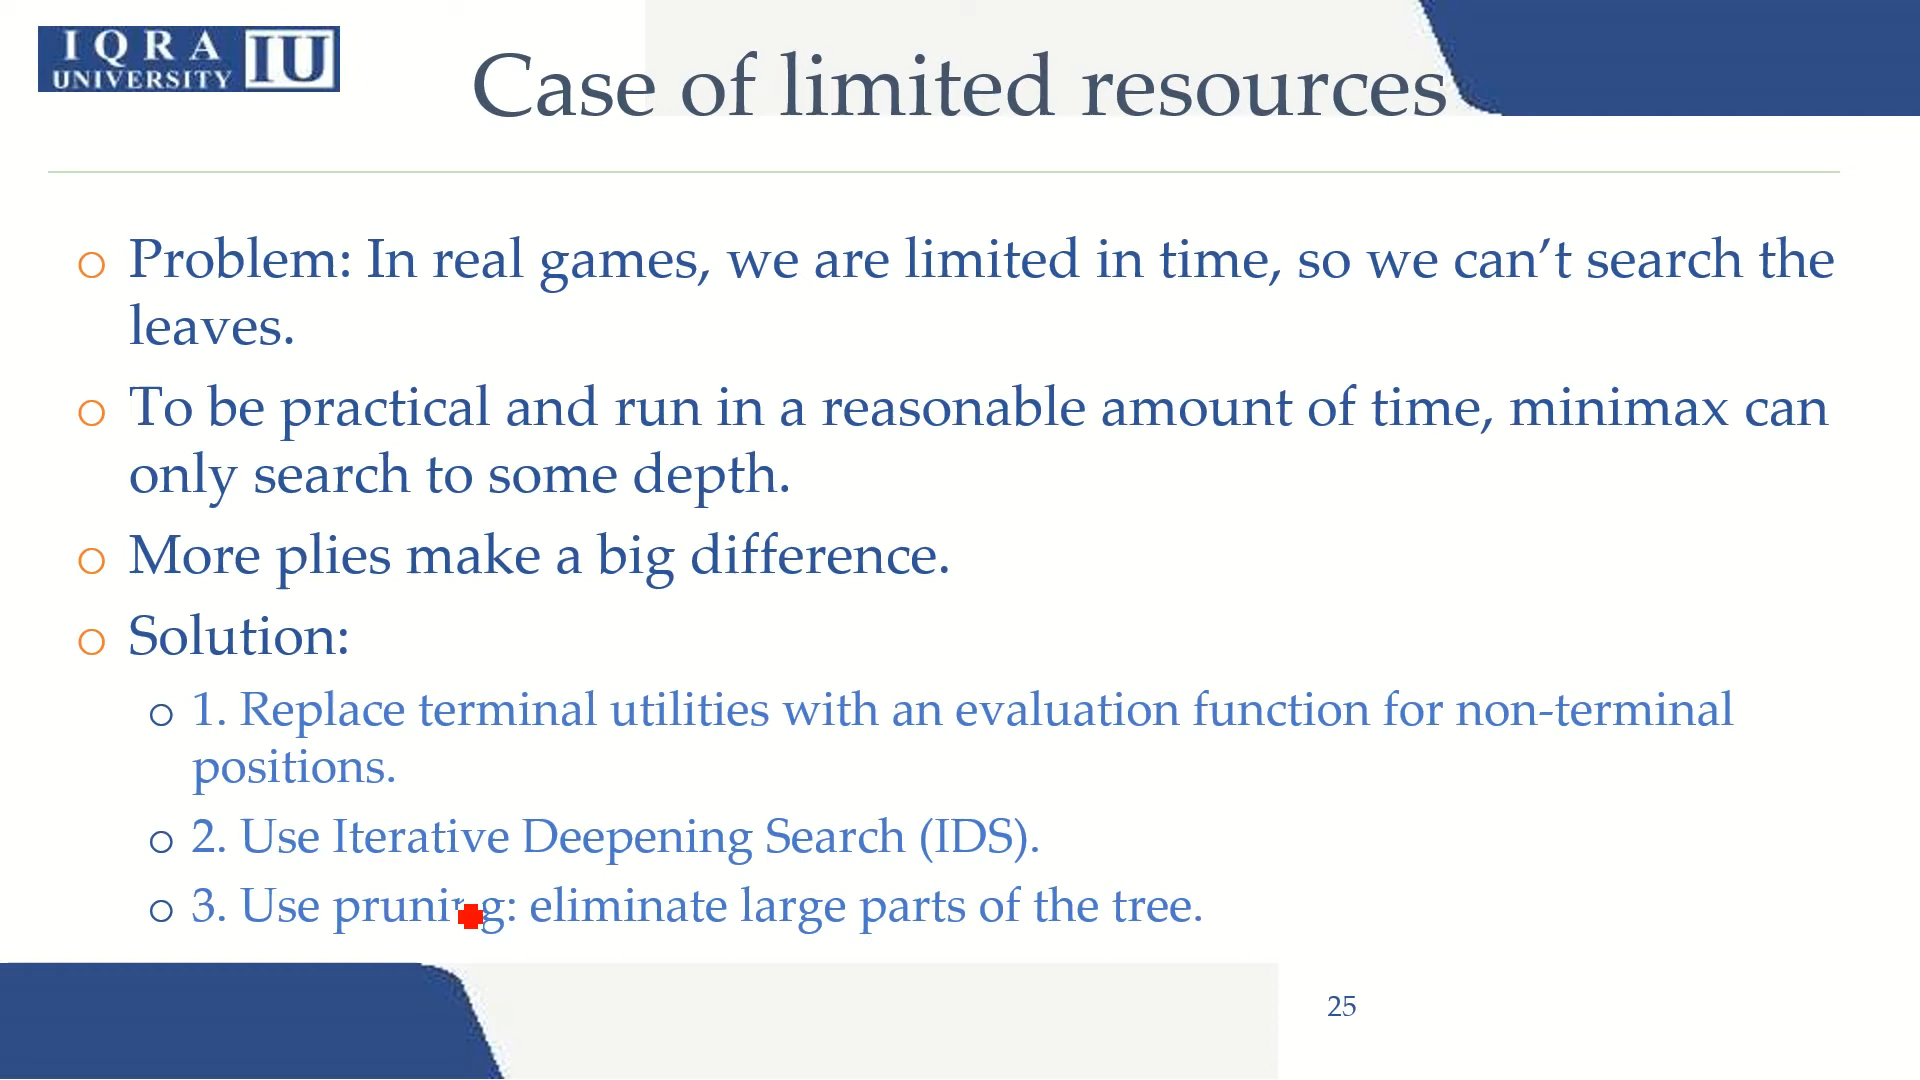 IQRA
UNIVERSITY IU
Case of limited resources
o Problem: In real games, we are limited in time, so we can’t search the
leaves.
o To be practical and run in a reasonable amount of time, minimax can
only search to some depth.
o More plies make a big difference.
o Solution:
o 1. Replace terminal utilities with an evaluation function for non-terminal
positions.
o 2. Use Iterative Deepening Search (IDS).
o 3. Use pruning: eliminate large parts of the tree.
25